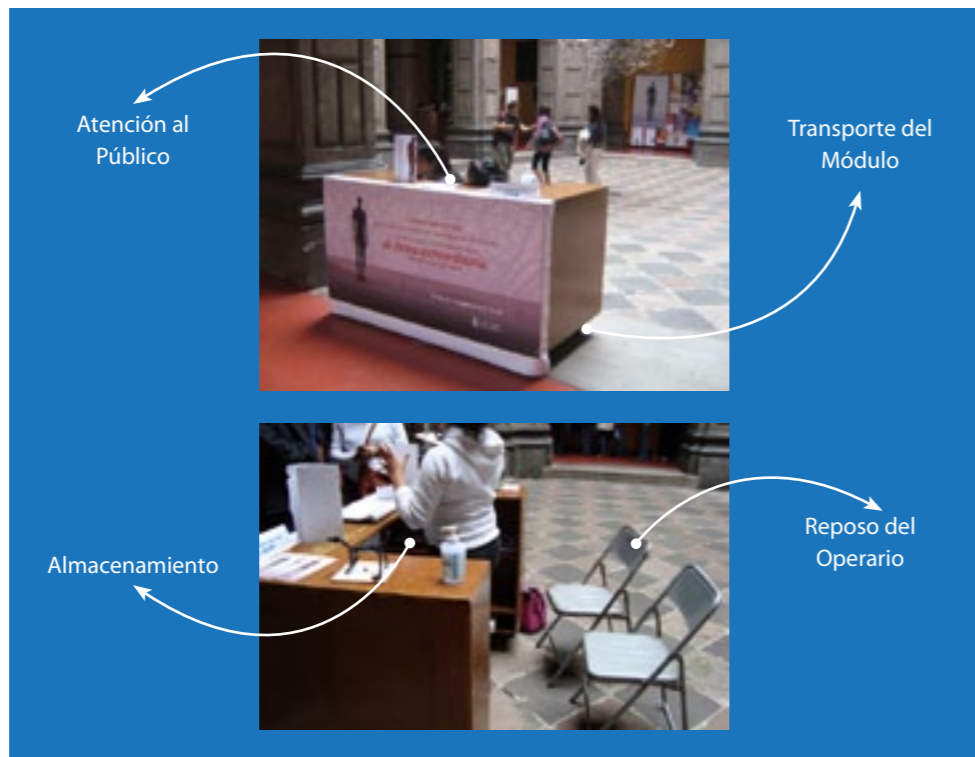 Atención al
Público
Transporte del
Módulo
Almacenamiento
Reposo del
Operario